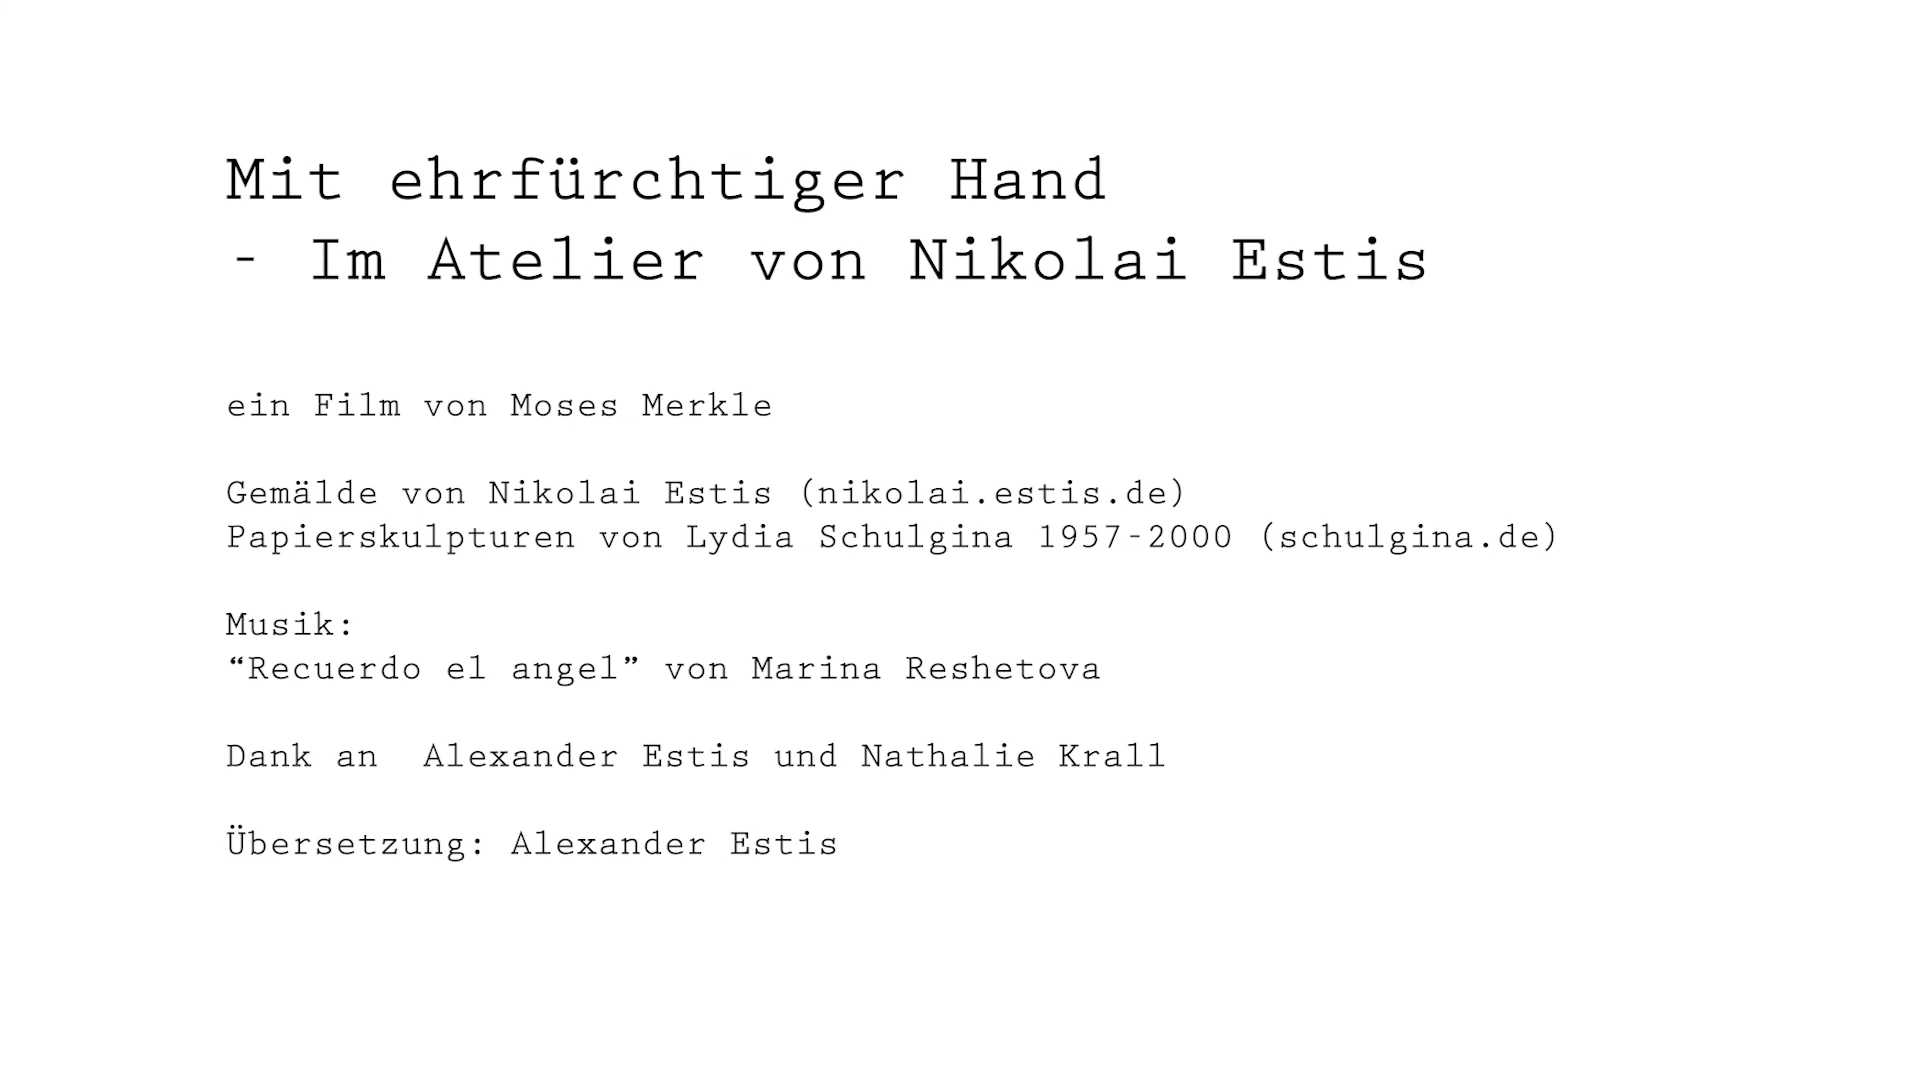 Mit ehrfürchtiger Hand
- Im Atelier von Nikolai Estis
ein Film von Moses Merkle
Gemälde von Nikolai Estis (nikolai.estis.de)
Papierskulpturen von Lydia Schulgina 1957-2000 (schulgina.de)
Musik:
“Recuerdo el angel” von Marina Reshetova
Dank an  Alexander Estis und Nathalie Krall
Übersetzung: Alexander Estis